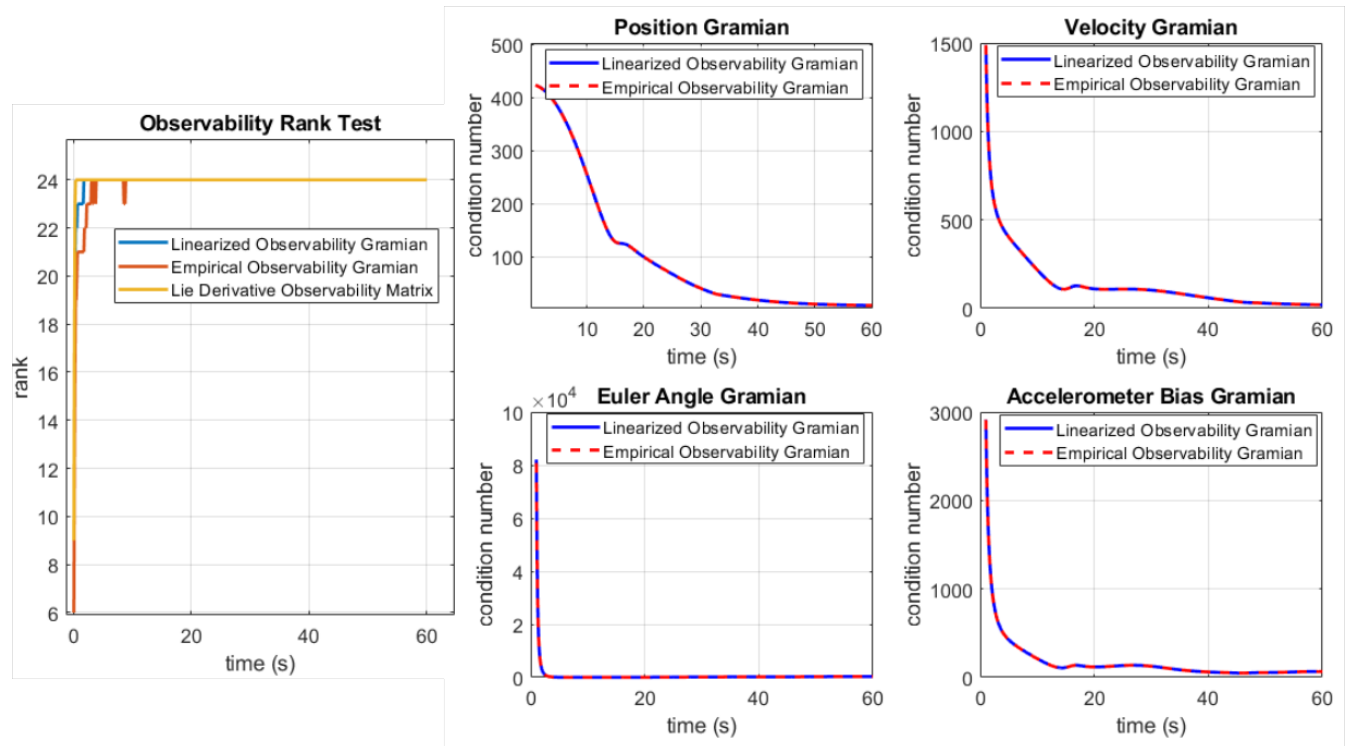 Observability Rank Test
rank
24
22
20
18
16
14
12
10
8
6
Linearized Observability Gramian
Empirical Observability Gramian
Lie Derivative Observability Matrix
0 20 40 60
time (s)
Position Gramian
condition number
500
400
300
200
100
Linearized Observability Gramian
Empirical Observability Gramian
10 20 30 40 50 60
time (s)
Velocity Gramian
condition number
1500
1000
500
0
Linearized Observability Gramian
Empirical Observability Gramian
0 20 40 60
time (s)
Euler Angle Gramian
×10⁴
condition number
10
8
6
4
2
0
Linearized Observability Gramian
Empirical Observability Gramian
0 20 40 60
time (s)
Accelerometer Bias Gramian
condition number
3000
2000
1000
0
Linearized Observability Gramian
Empirical Observability Gramian
0 20 40 60
time (s)